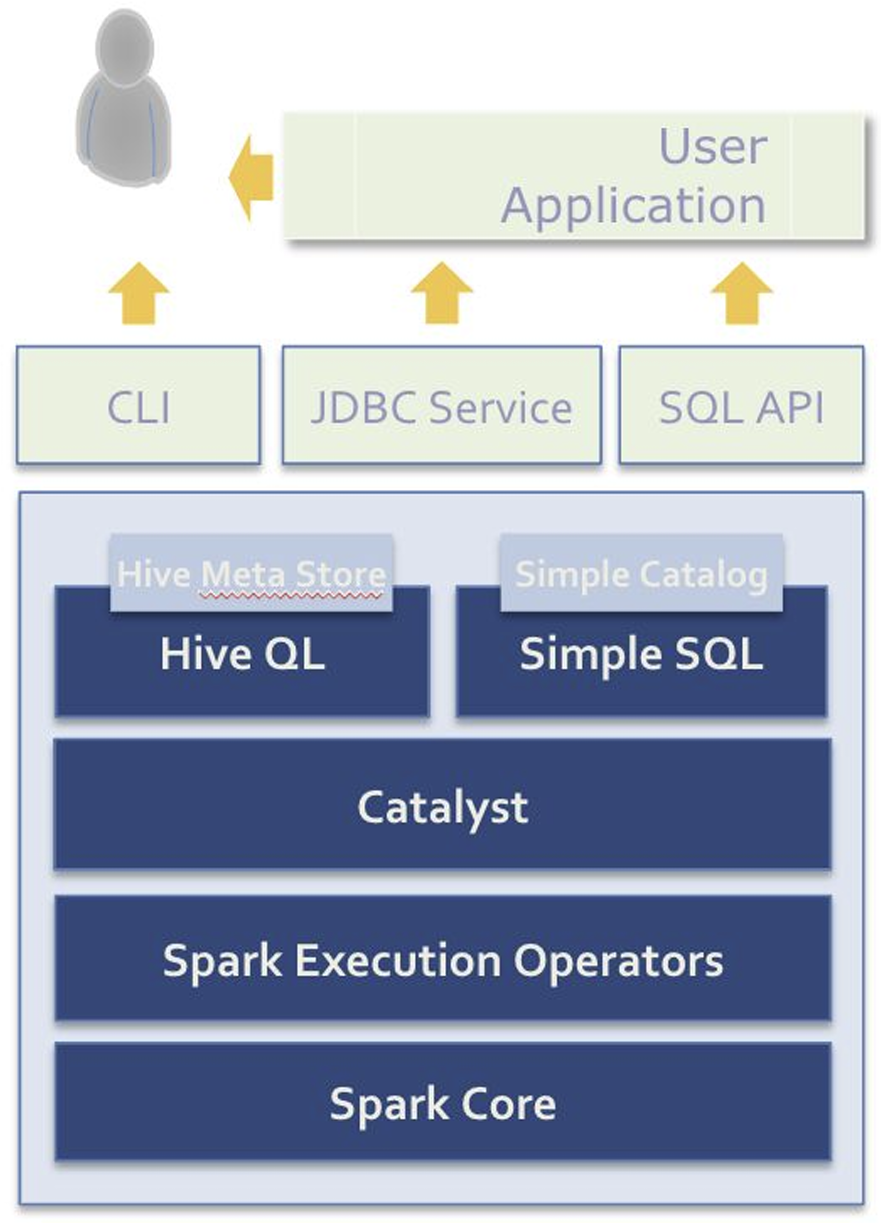 User
Application
CLI
JDBC Service
SQL API
Hive Meta Store
Simple Catalog
Hive QL
Simple SQL
Catalyst
Spark Execution Operators
Spark Core